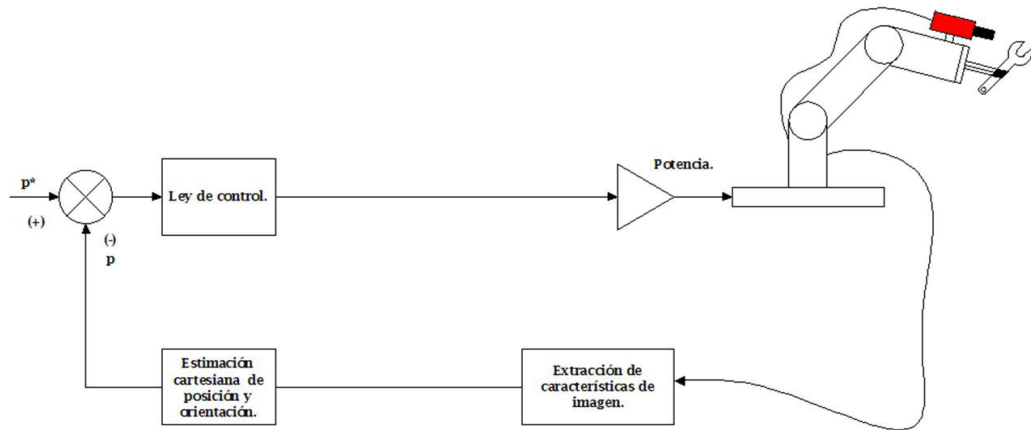 Potencia.
p*
Ley de control.
(+)
(-)
p
Estimación
cartesiana de
posición y
orientación.
Extracción de
características de
imagen.